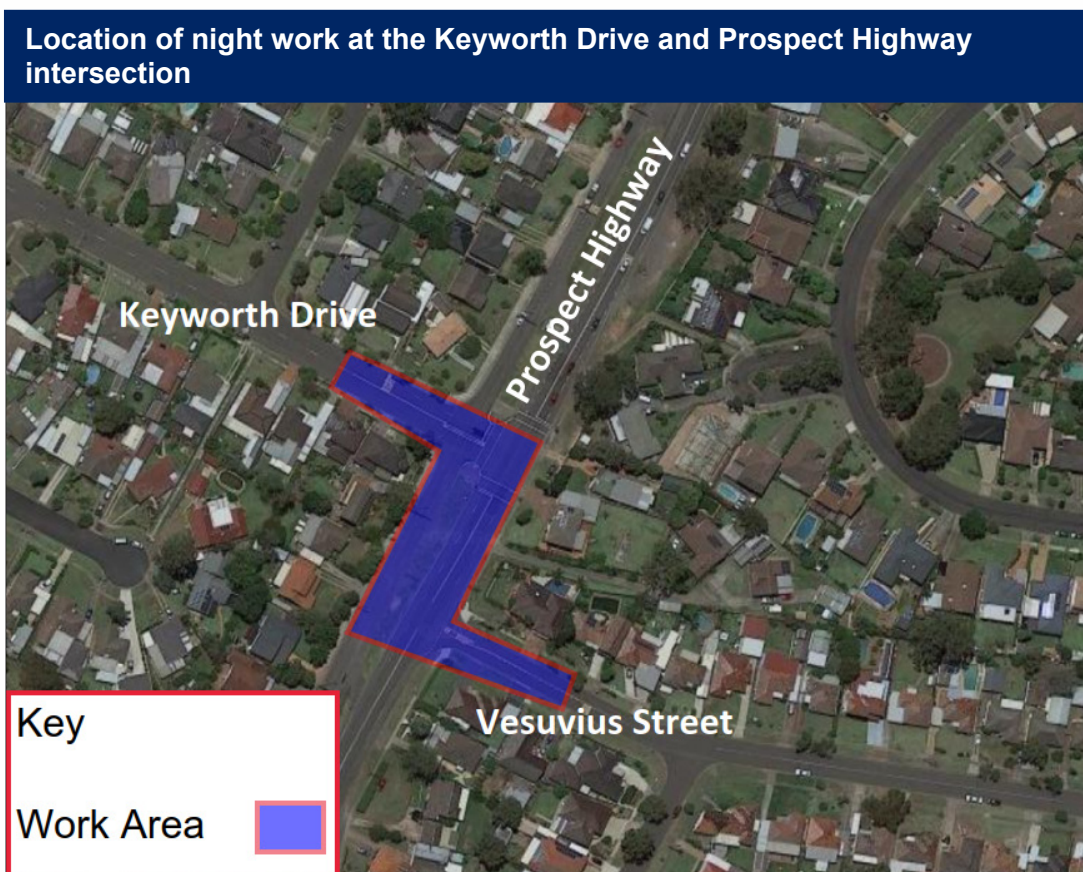 Location of night work at the Keyworth Drive and Prospect Highway
intersection
Prospect Highway
Keyworth Drive
Vesuvius Street
Key
Work Area